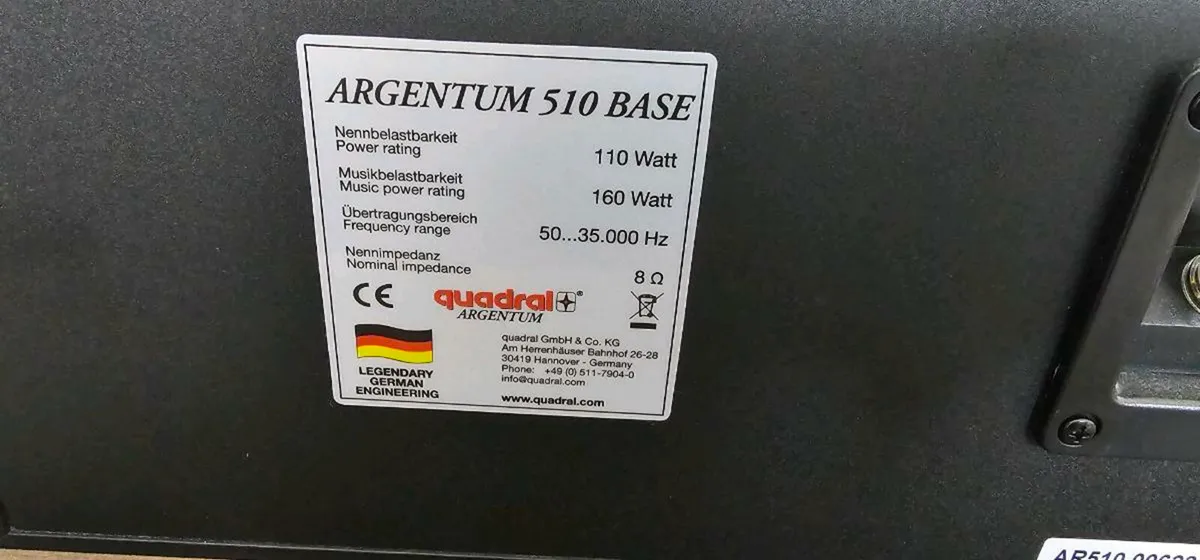 ARGENTUM 510 BASE
Nennbelastbarkeit
Power rating
110 Watt
Musikbelastbarkeit
Music power rating
160 Watt
Übertragungsbereich
Frequency range
50...35.000 Hz
Nennimpedanz
Nominal impedance
8 Ω
CE
quadral®
ARGENTUM
LEGENDARY
GERMAN
ENGINEERING
quadral GmbH & Co. KG
Am Herrenhäuser Bahnhof 26-28
30419 Hannover - Germany
Phone: +49 (0) 511-7904-0
info@quadral.com
www.quadral.com